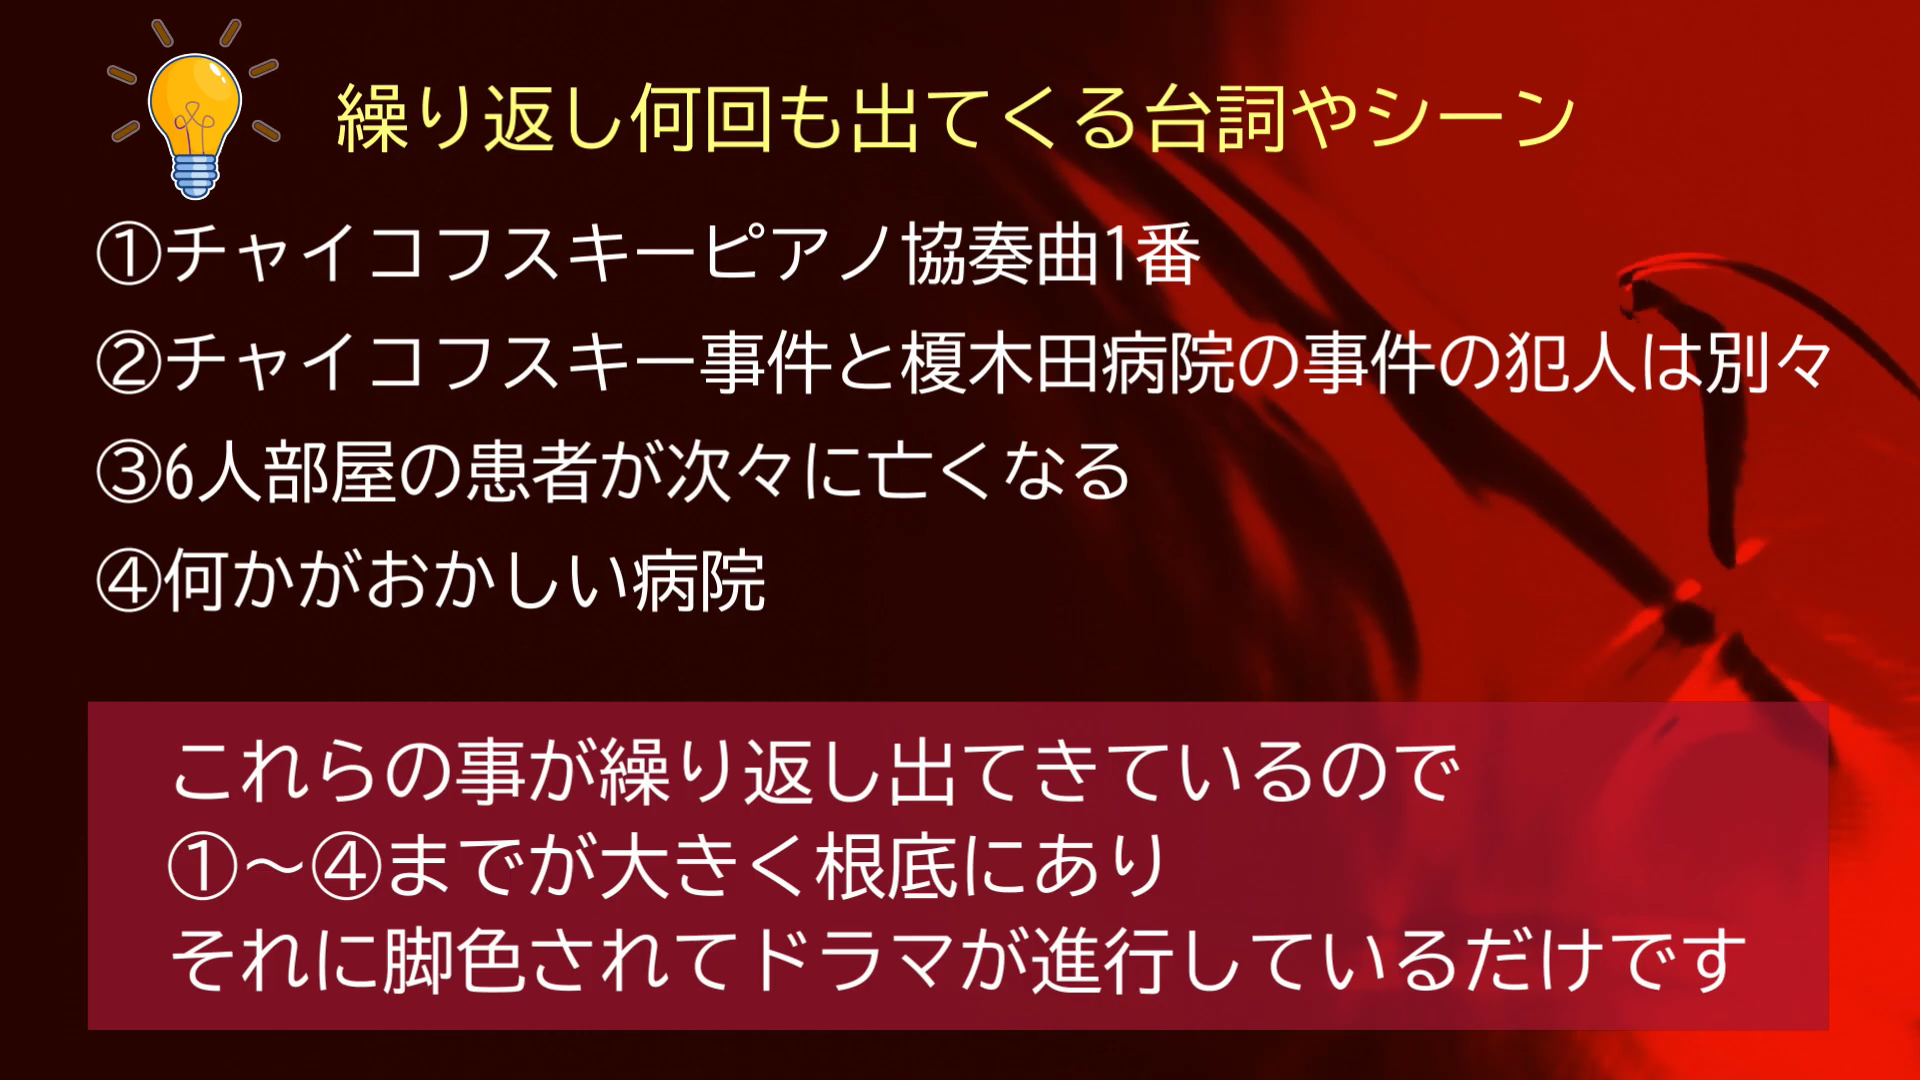 繰り返し何回も出てくる台詞やシーン
①チャイコフスキーピアノ協奏曲1番
②チャイコフスキー事件と榎木田病院の事件の犯人は別々
③6人部屋の患者が次々に亡くなる
④何かがおかしい病院
これらの事が繰り返し出てきているので
①～④までが大きく根底にあり
それに脚色されてドラマが進行しているだけです